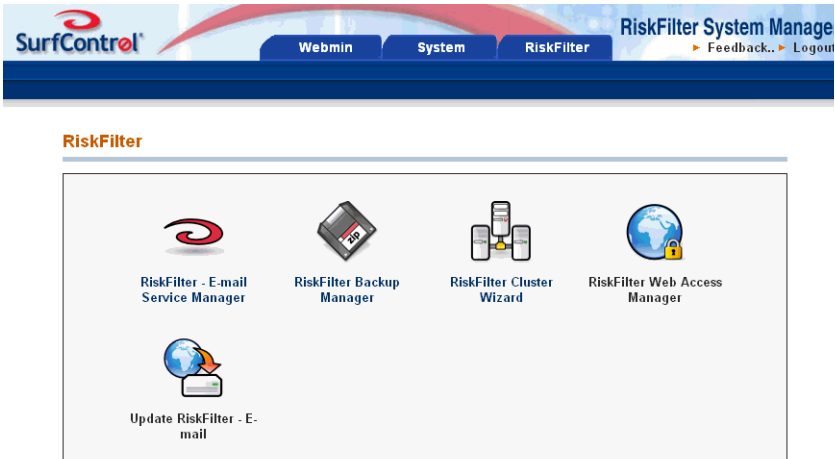 SurfControl
Webmin
System
RiskFilter
RiskFilter System Manage
Feedback.. Logout
RiskFilter
zip
RiskFilter - E-mail
Service Manager
RiskFilter Backup
Manager
RiskFilter Cluster
Wizard
RiskFilter Web Access
Manager
Update RiskFilter - E-
mail